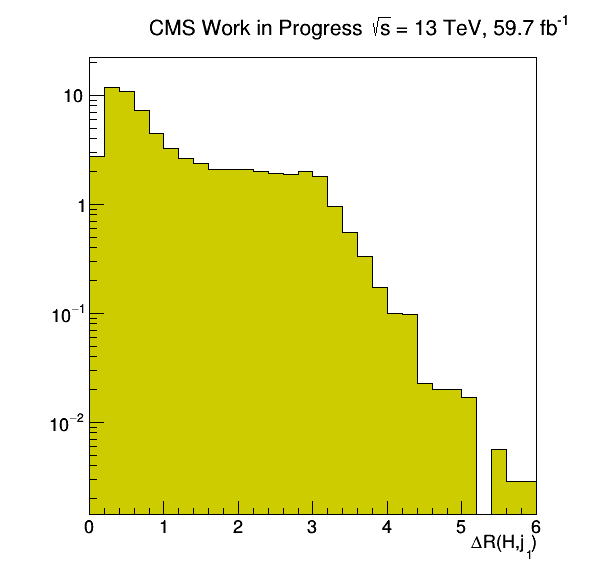 CMS Work in Progress √s = 13 TeV, 59.7 fb⁻¹
10
1
10⁻¹
10⁻²
0 1 2 3 4 5 6
ΔR(H,j₁)